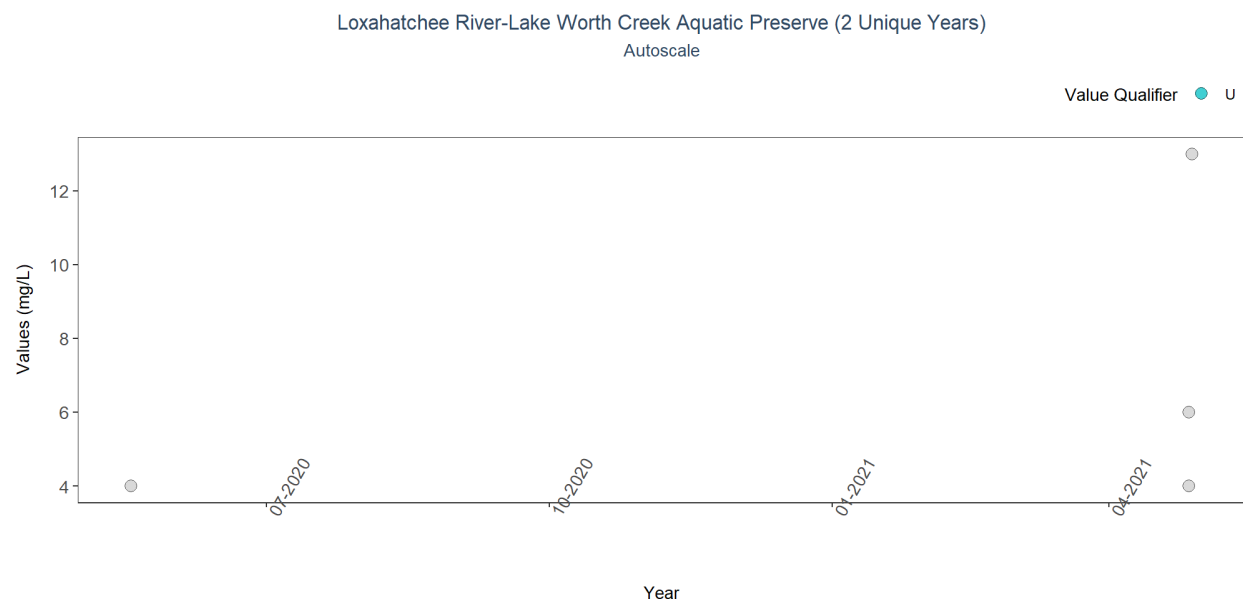 Loxahatchee River-Lake Worth Creek Aquatic Preserve (2 Unique Years)
Autoscale
Value Qualifier U
Values (mg/L)
12
10
8
6
4
07-2020
10-2020
01-2021
04-2021
Year